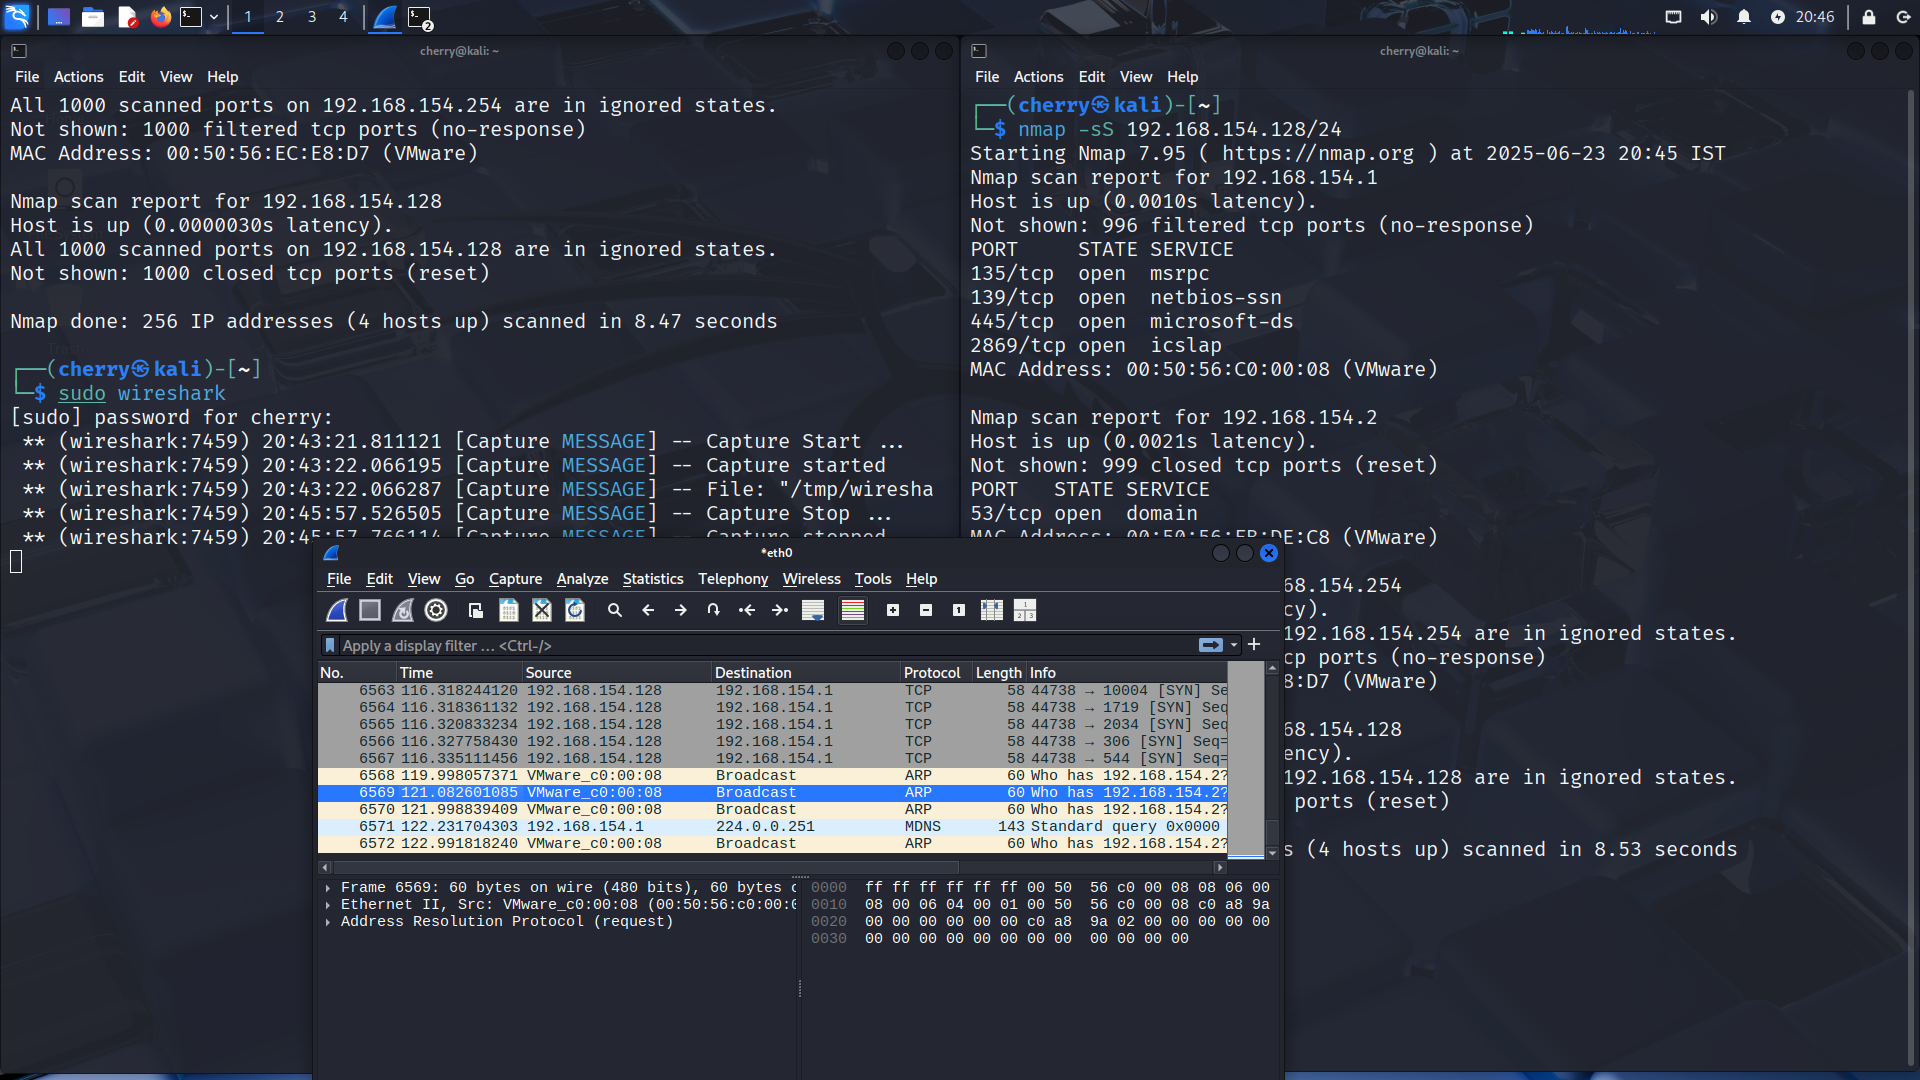 1 2 3 4
2
20:46
cherry@kali: ~
File Actions Edit View Help
All 1000 scanned ports on 192.168.154.254 are in ignored states.
Not shown: 1000 filtered tcp ports (no-response)
MAC Address: 00:50:56:EC:E8:D7 (VMware)
Nmap scan report for 192.168.154.128
Host is up (0.0000030s latency).
All 1000 scanned ports on 192.168.154.128 are in ignored states.
Not shown: 1000 closed tcp ports (reset)
Nmap done: 256 IP addresses (4 hosts up) scanned in 8.47 seconds
┌──(cherry㉿kali)-[~]
└─$ sudo wireshark
[sudo] password for cherry:
** (wireshark:7459) 20:43:21.811121 [Capture MESSAGE] -- Capture Start ...
** (wireshark:7459) 20:43:22.066195 [Capture MESSAGE] -- Capture started
** (wireshark:7459) 20:43:22.066287 [Capture MESSAGE] -- File: "/tmp/wiresha
** (wireshark:7459) 20:45:57.526505 [Capture MESSAGE] -- Capture Stop ...
** (wireshark:7459) 20:45:57.766114 [Capture MESSAGE] -- Capture stopped.
cherry@kali: ~
File Actions Edit View Help
┌──(cherry㉿kali)-[~]
└─$ nmap -sS 192.168.154.128/24
Starting Nmap 7.95 ( https://nmap.org ) at 2025-06-23 20:45 IST
Nmap scan report for 192.168.154.1
Host is up (0.0010s latency).
Not shown: 996 filtered tcp ports (no-response)
PORT STATE SERVICE
135/tcp open msrpc
139/tcp open netbios-ssn
445/tcp open microsoft-ds
2869/tcp open icslap
MAC Address: 00:50:56:C0:00:08 (VMware)
Nmap scan report for 192.168.154.2
Host is up (0.0021s latency).
Not shown: 999 closed tcp ports (reset)
PORT STATE SERVICE
53/tcp open domain
MAC Address: 00:50:56:FB:DE:C8 (VMware)
68.154.254
cy).
192.168.154.254 are in ignored states.
cp ports (no-response)
8:D7 (VMware)
68.154.128
ency).
192.168.154.128 are in ignored states.
ports (reset)
s (4 hosts up) scanned in 8.53 seconds
*eth0
File Edit View Go Capture Analyze Statistics Telephony Wireless Tools Help
Apply a display filter ... <Ctrl-/>
No. Time Source Destination Protocol Length Info
6563 116.318244120 192.168.154.128 192.168.154.1 TCP 58 44738 → 10004 [SYN] Se
6564 116.318361132 192.168.154.128 192.168.154.1 TCP 58 44738 → 1719 [SYN] Seq
6565 116.320833234 192.168.154.128 192.168.154.1 TCP 58 44738 → 2034 [SYN] Seq
6566 116.327758430 192.168.154.128 192.168.154.1 TCP 58 44738 → 306 [SYN] Seq=
6567 116.335111456 192.168.154.128 192.168.154.1 TCP 58 44738 → 544 [SYN] Seq=
6568 119.998057371 VMware_c0:00:08 Broadcast ARP 60 Who has 192.168.154.2?
6569 121.082601085 VMware_c0:00:08 Broadcast ARP 60 Who has 192.168.154.2?
6570 121.998839409 VMware_c0:00:08 Broadcast ARP 60 Who has 192.168.154.2?
6571 122.231704303 192.168.154.1 224.0.0.251 MDNS 143 Standard query 0x0000
6572 122.991818240 VMware_c0:00:08 Broadcast ARP 60 Who has 192.168.154.2?
Frame 6569: 60 bytes on wire (480 bits), 60 bytes c
Ethernet II, Src: VMware_c0:00:08 (00:50:56:c0:00:0
Address Resolution Protocol (request)
0000 ff ff ff ff ff ff 00 50 56 c0 00 08 08 06 00
0010 08 00 06 04 00 01 00 50 56 c0 00 08 c0 a8 9a
0020 00 00 00 00 00 00 c0 a8 9a 02 00 00 00 00 00
0030 00 00 00 00 00 00 00 00 00 00 00 00